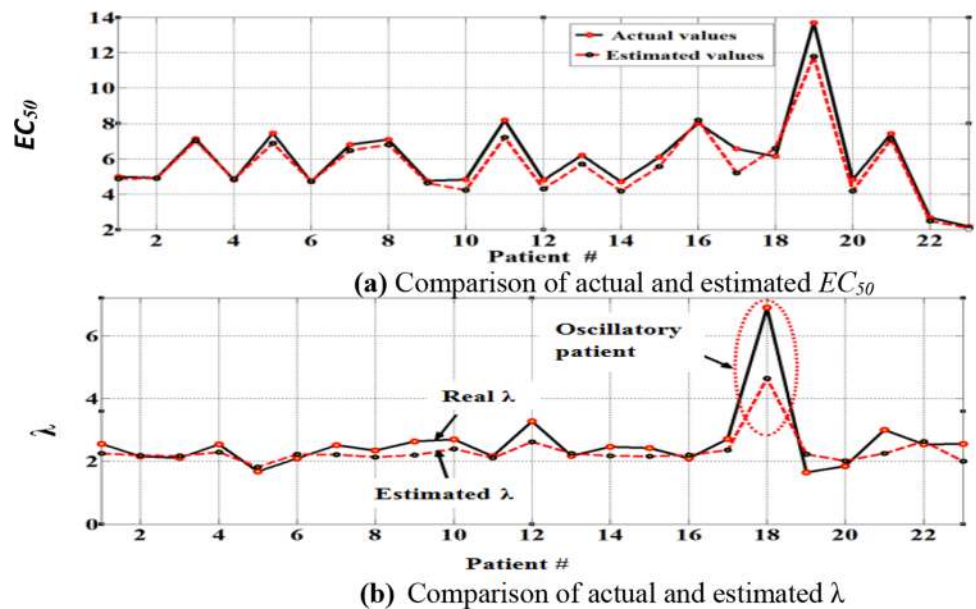 14
12
10
8
6
4
2
EC50
Actual values
Estimated values
2 4 6 8 10 12 14 16 18 20 22
Patient #
(a) Comparison of actual and estimated EC50
6
4
2
0
λ
Oscillatory
patient
Real λ
Estimated λ
2 4 6 8 10 12 14 16 18 20 22
Patient #
(b) Comparison of actual and estimated λ